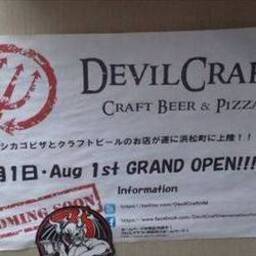 DEVILCRAF
CRAFT BEER & PIZZA
シカゴピザとクラフトビールのお店が遂に浜松町に上陸！！
月1日・Aug 1st GRAND OPEN!!!
COMING SOON
Information